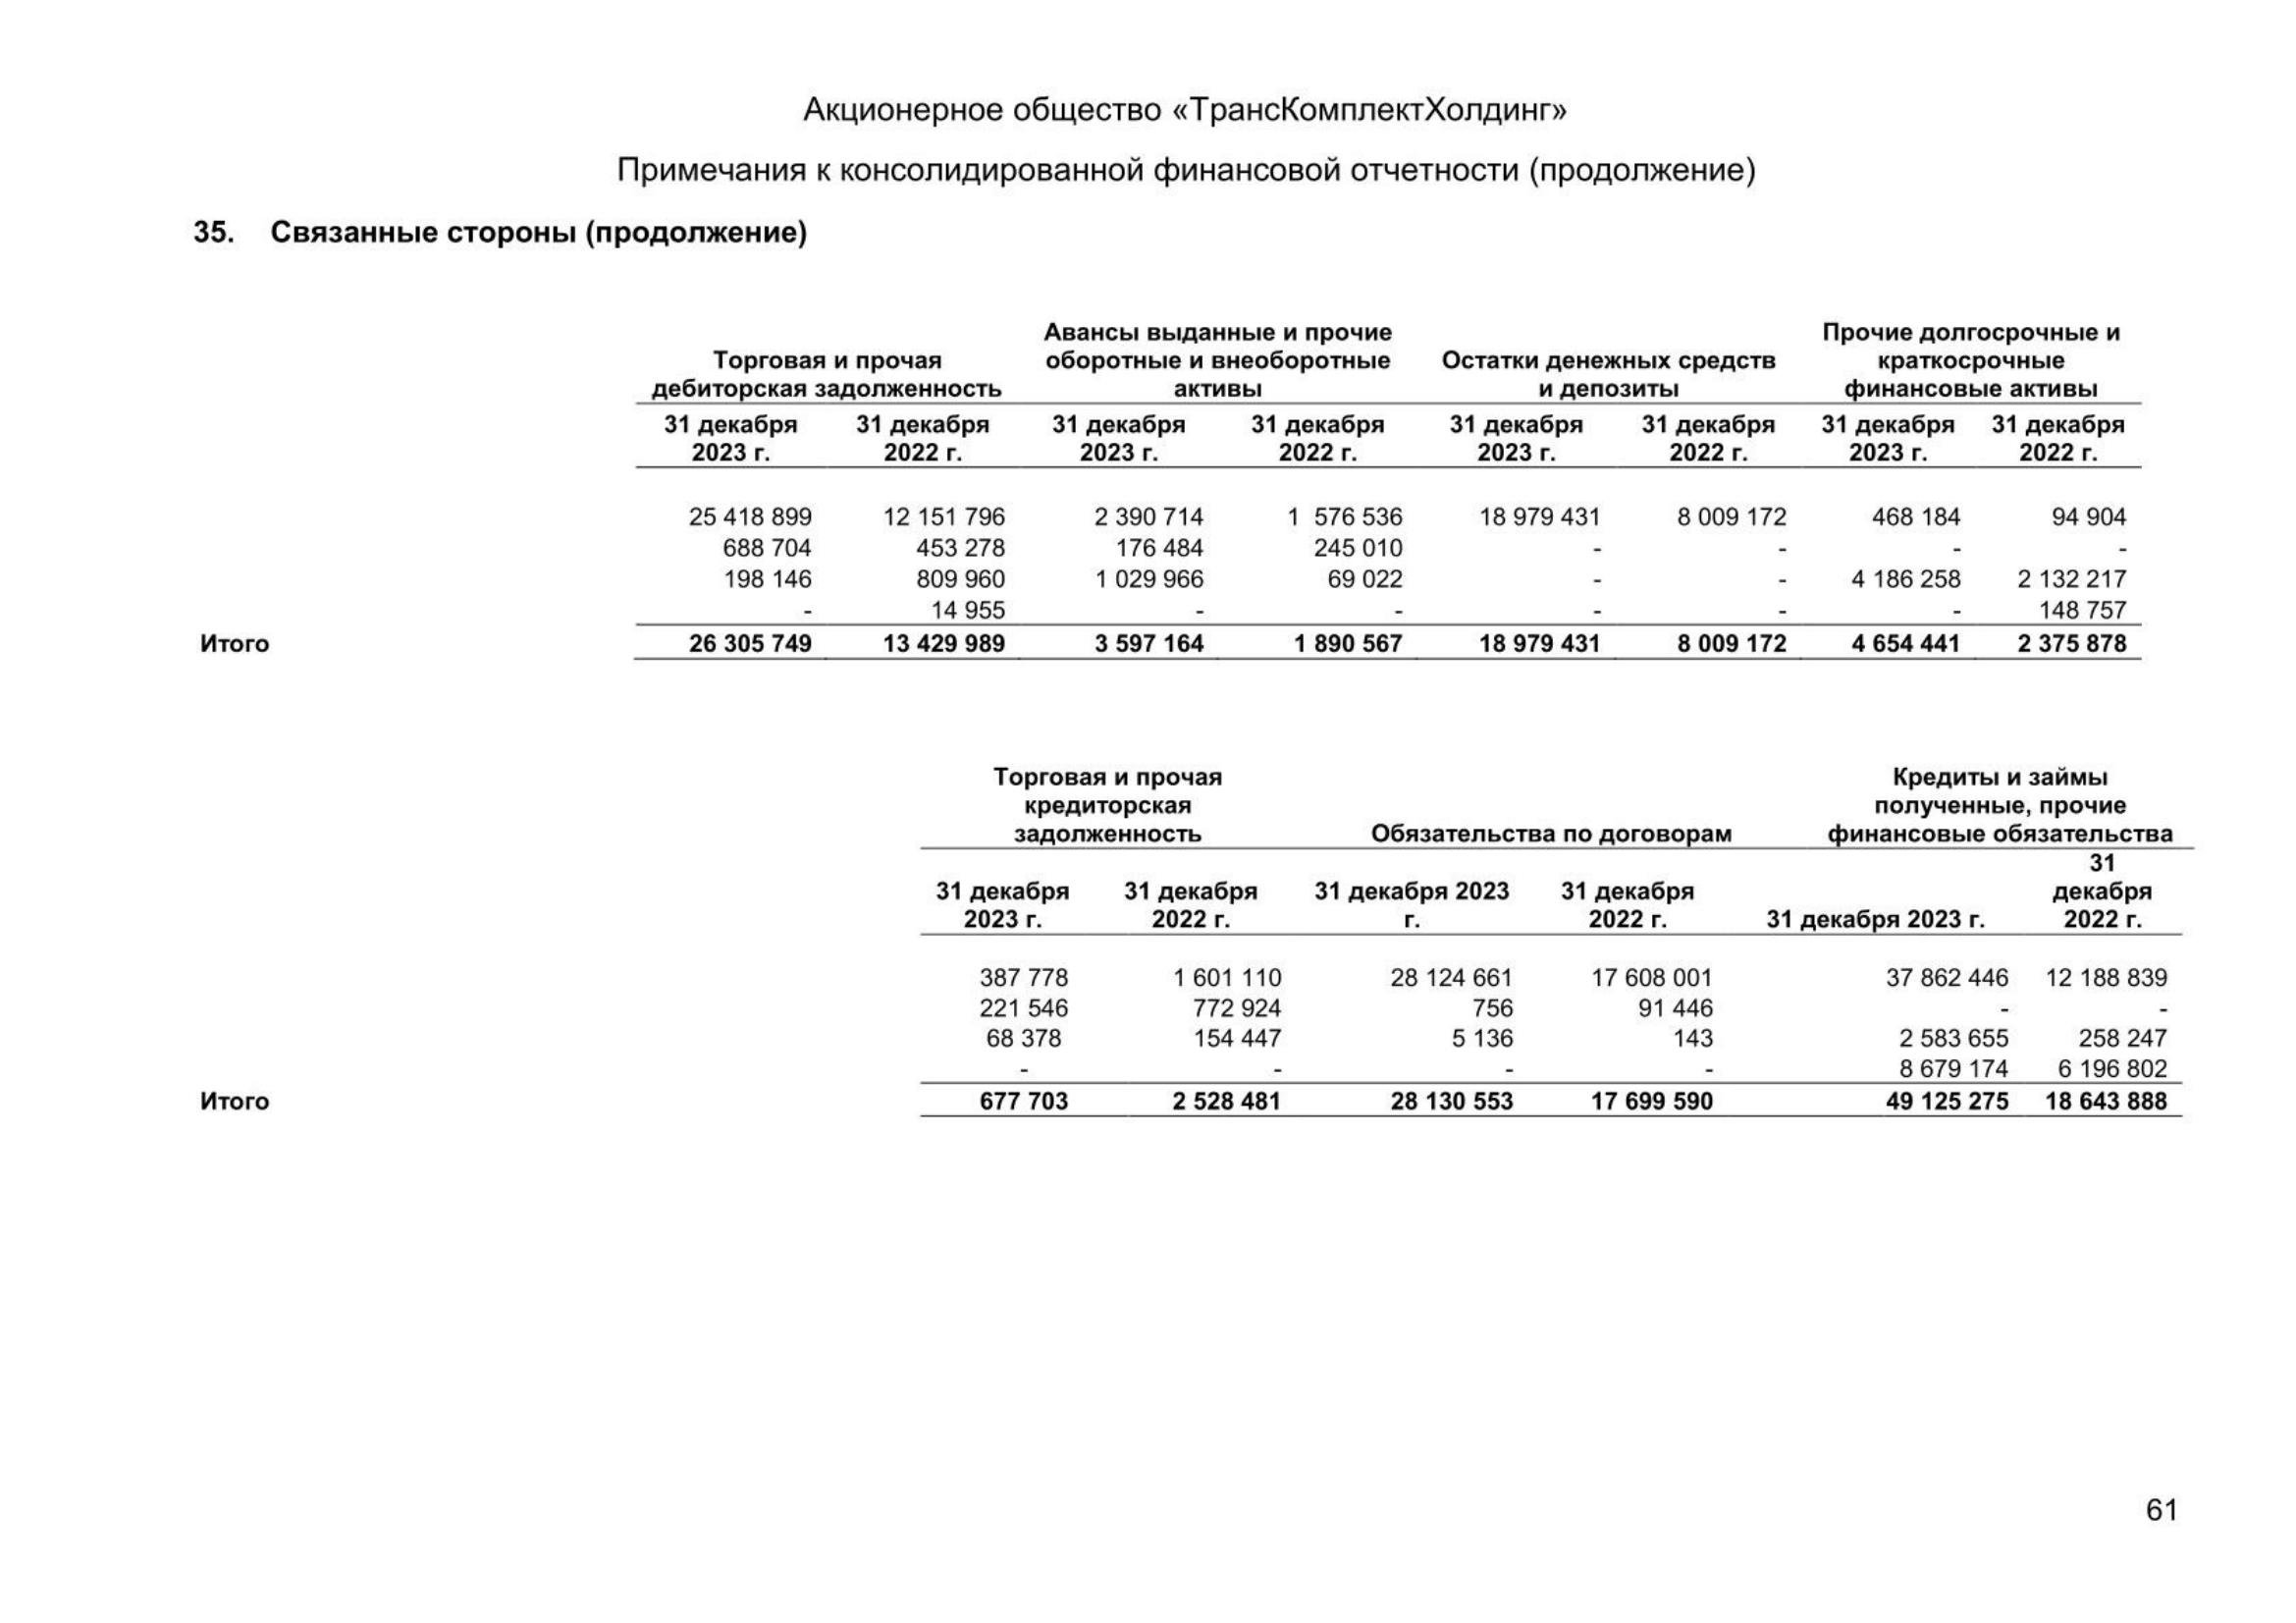 Акционерное общество «ТрансКомплектХолдинг»
Примечания к консолидированной финансовой отчетности (продолжение)
35. Связанные стороны (продолжение)
Торговая и прочая дебиторская задолженность Авансы выданные и прочие оборотные и внеоборотные активы Остатки денежных средств и депозиты Прочие долгосрочные и краткосрочные финансовые активы
31 декабря 2023 г. 31 декабря 2022 г. 31 декабря 2023 г. 31 декабря 2022 г. 31 декабря 2023 г. 31 декабря 2022 г. 31 декабря 2023 г. 31 декабря 2022 г.
25 418 899 12 151 796 2 390 714 1 576 536 18 979 431 8 009 172 468 184 94 904
688 704 453 278 176 484 245 010 - - - -
198 146 809 960 1 029 966 69 022 - - 4 186 258 2 132 217
- 14 955 - - - - - 148 757
Итого 26 305 749 13 429 989 3 597 164 1 890 567 18 979 431 8 009 172 4 654 441 2 375 878
Торговая и прочая кредиторская задолженность Обязательства по договорам Кредиты и займы полученные, прочие финансовые обязательства
31 декабря 2023 г. 31 декабря 2022 г. 31 декабря 2023 г. 31 декабря 2022 г. 31 декабря 2023 г. 31 декабря 2022 г.
387 778 1 601 110 28 124 661 17 608 001 37 862 446 12 188 839
221 546 772 924 756 91 446 - -
68 378 154 447 5 136 143 2 583 655 258 247
- - - - 8 679 174 6 196 802
Итого 677 703 2 528 481 28 130 553 17 699 590 49 125 275 18 643 888
61